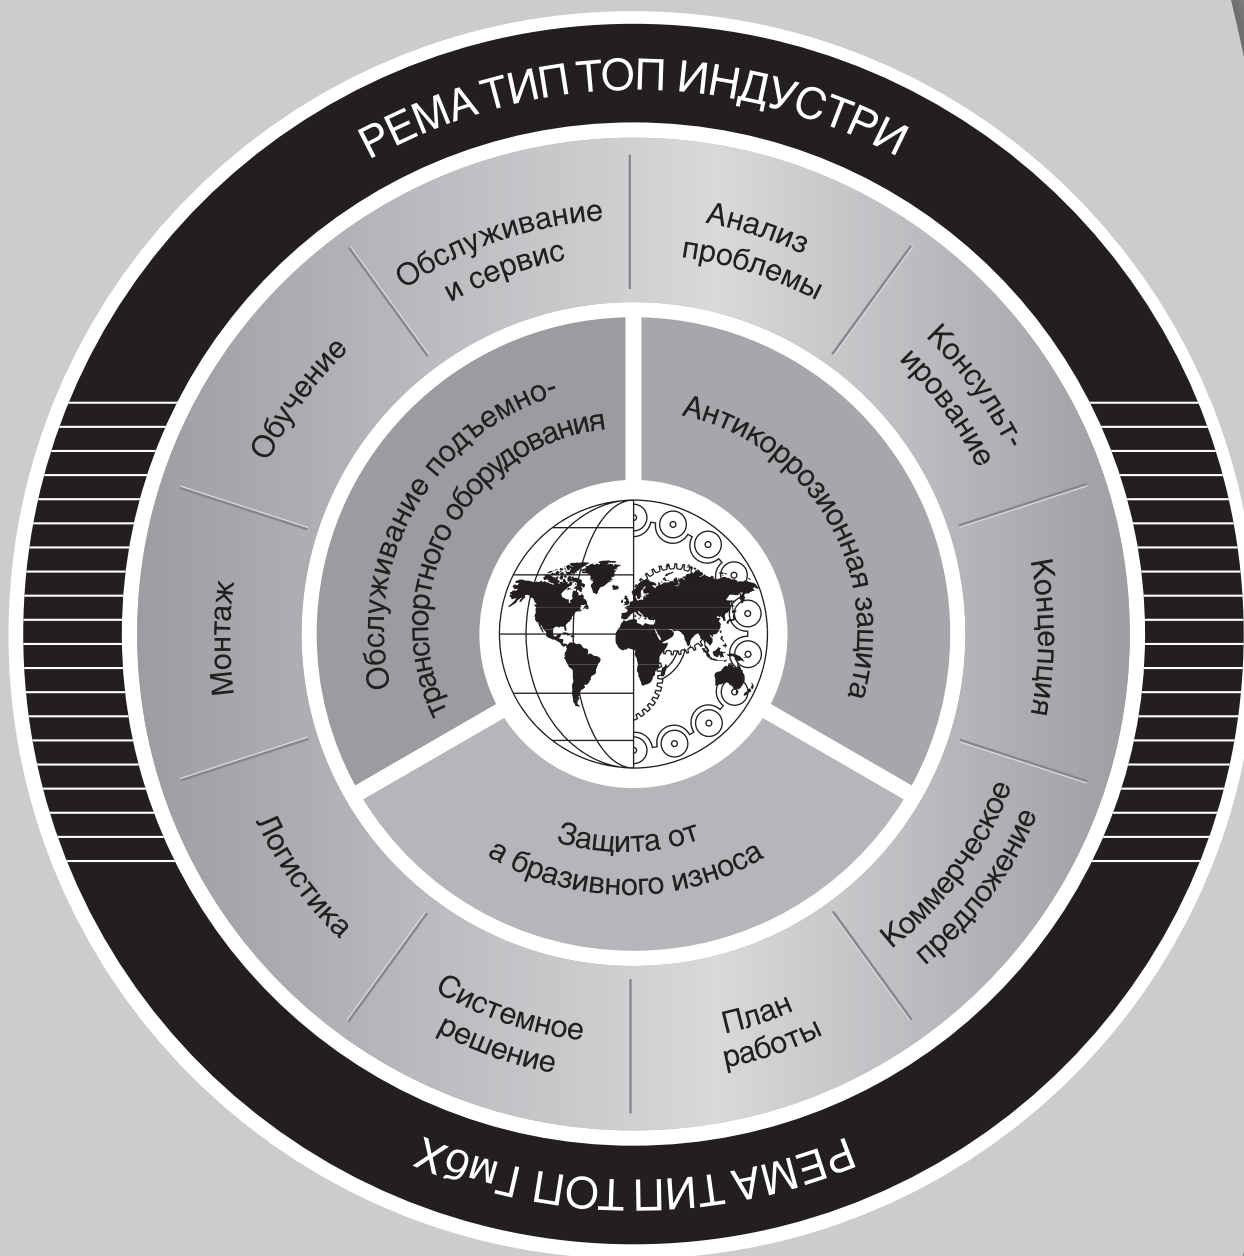 РЕМА ТИП ТОП ИНДУСТРИ
Анализ
проблемы
Консульт-
ирование
Концепция
Коммерческое
предложение
План
работы
Системное
решение
Логистика
Монтаж
Обучение
Обслуживание
и сервис
Антикоррозионная защита
Защита от
а бразивного износа
Обслуживание подъемно-
транспортного оборудования
РЕМА ТИП ТОП ГмбХ